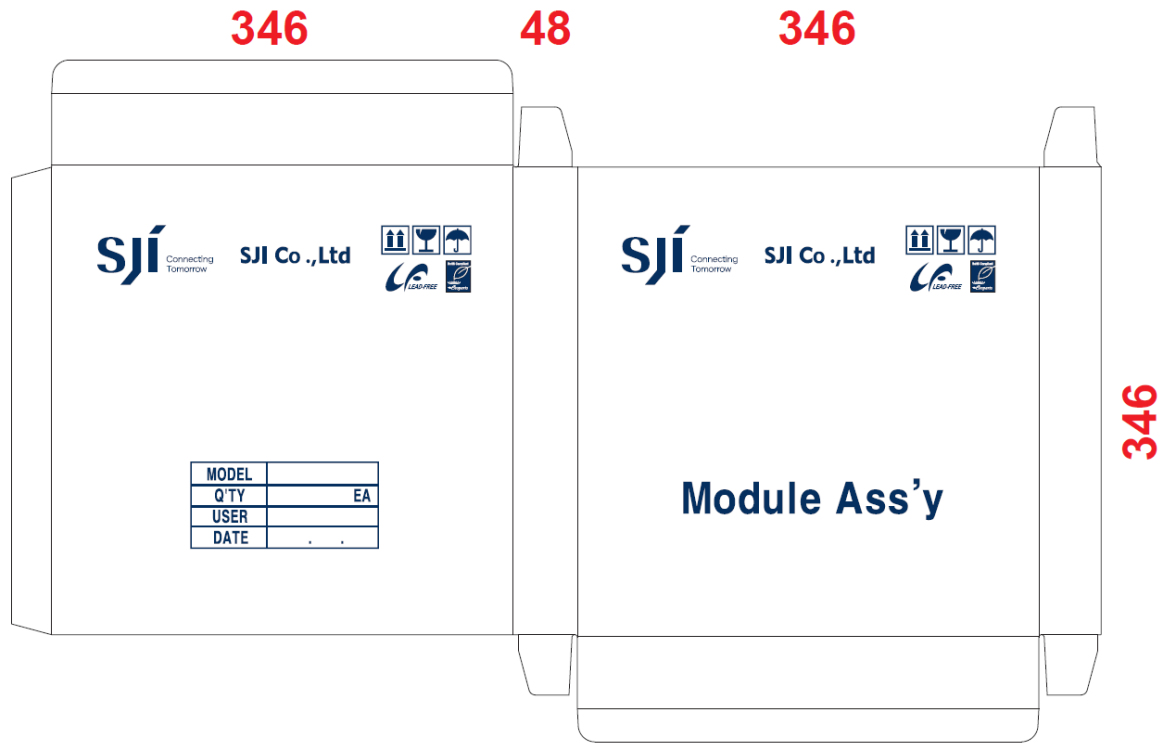 346 48 346
SJI Connecting Tomorrow
SJI Co .,Ltd
LEAD-FREE
SJI Connecting Tomorrow
SJI Co .,Ltd
LEAD-FREE
346
MODEL
Q'TY EA
USER
DATE . .
Module Ass'y